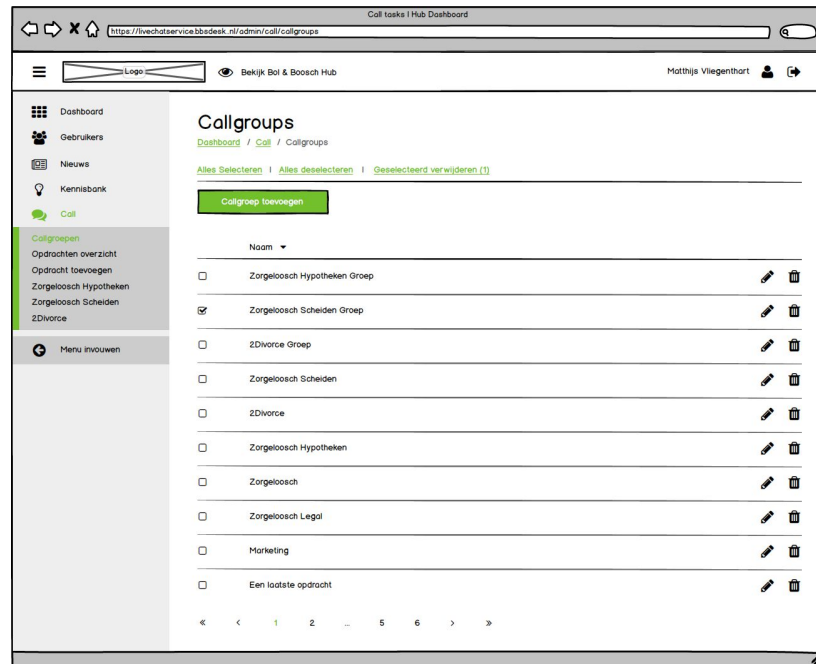 Call tasks | Hub Dashboard
https://livechatservice.bbsdesk.nl/admin/call/callgroups
Logo
Bekijk Bol & Boosch Hub
Matthijs Vliegenthart
Dashboard
Gebruikers
Nieuws
Kennisbank
Call
Callgroepen
Opdrachten overzicht
Opdracht toevoegen
Zorgeloosch Hypotheken
Zorgeloosch Scheiden
2Divorce
Menu invouwen
Callgroups
Dashboard / Call / Callgroups
Alles Selecteren | Alles deselecteren | Geselecteerd verwijderen (1)
Callgroep toevoegen
Naam
Zorgeloosch Hypotheken Groep
Zorgeloosch Scheiden Groep
2Divorce Groep
Zorgeloosch Scheiden
2Divorce
Zorgeloosch Hypotheken
Zorgeloosch
Zorgeloosch Legal
Marketing
Een laatste opdracht
« < 1 2 ... 5 6 > »